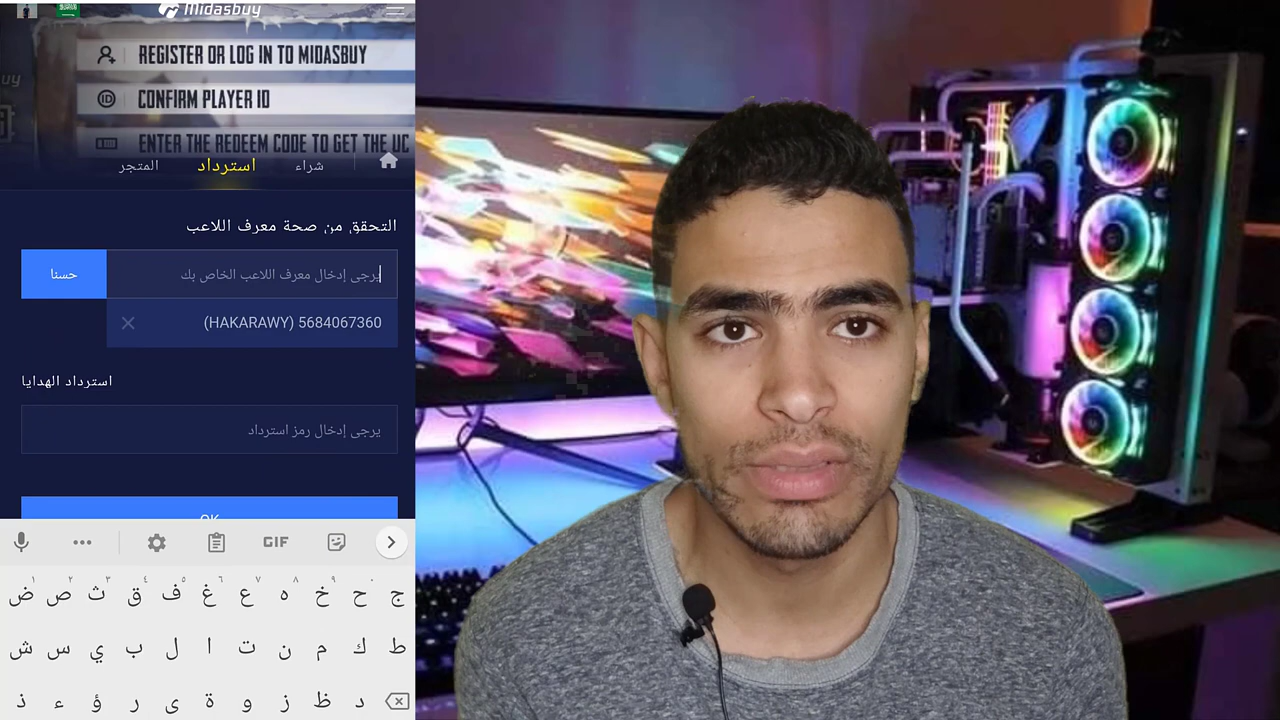 Midasbuy
REGISTER OR LOG IN TO MIDASBUY
CONFIRM PLAYER ID
ENTER THE REDEEM CODE TO GET THE UC
شراء استرداد المتجر
التحقق من صحة معرف اللاعب
يرجى إدخال معرف اللاعب الخاص بك
حسنا
5684067360 (HAKARAWY)
استرداد الهدايا
يرجى إدخال رمز استرداد
OK
GIF
ج ح خ ه ع غ ف ق ث ص ض
ط ك م ن ت ا ل ب ي س ش
د ظ ز و ة ى ر ؤ ء ذ